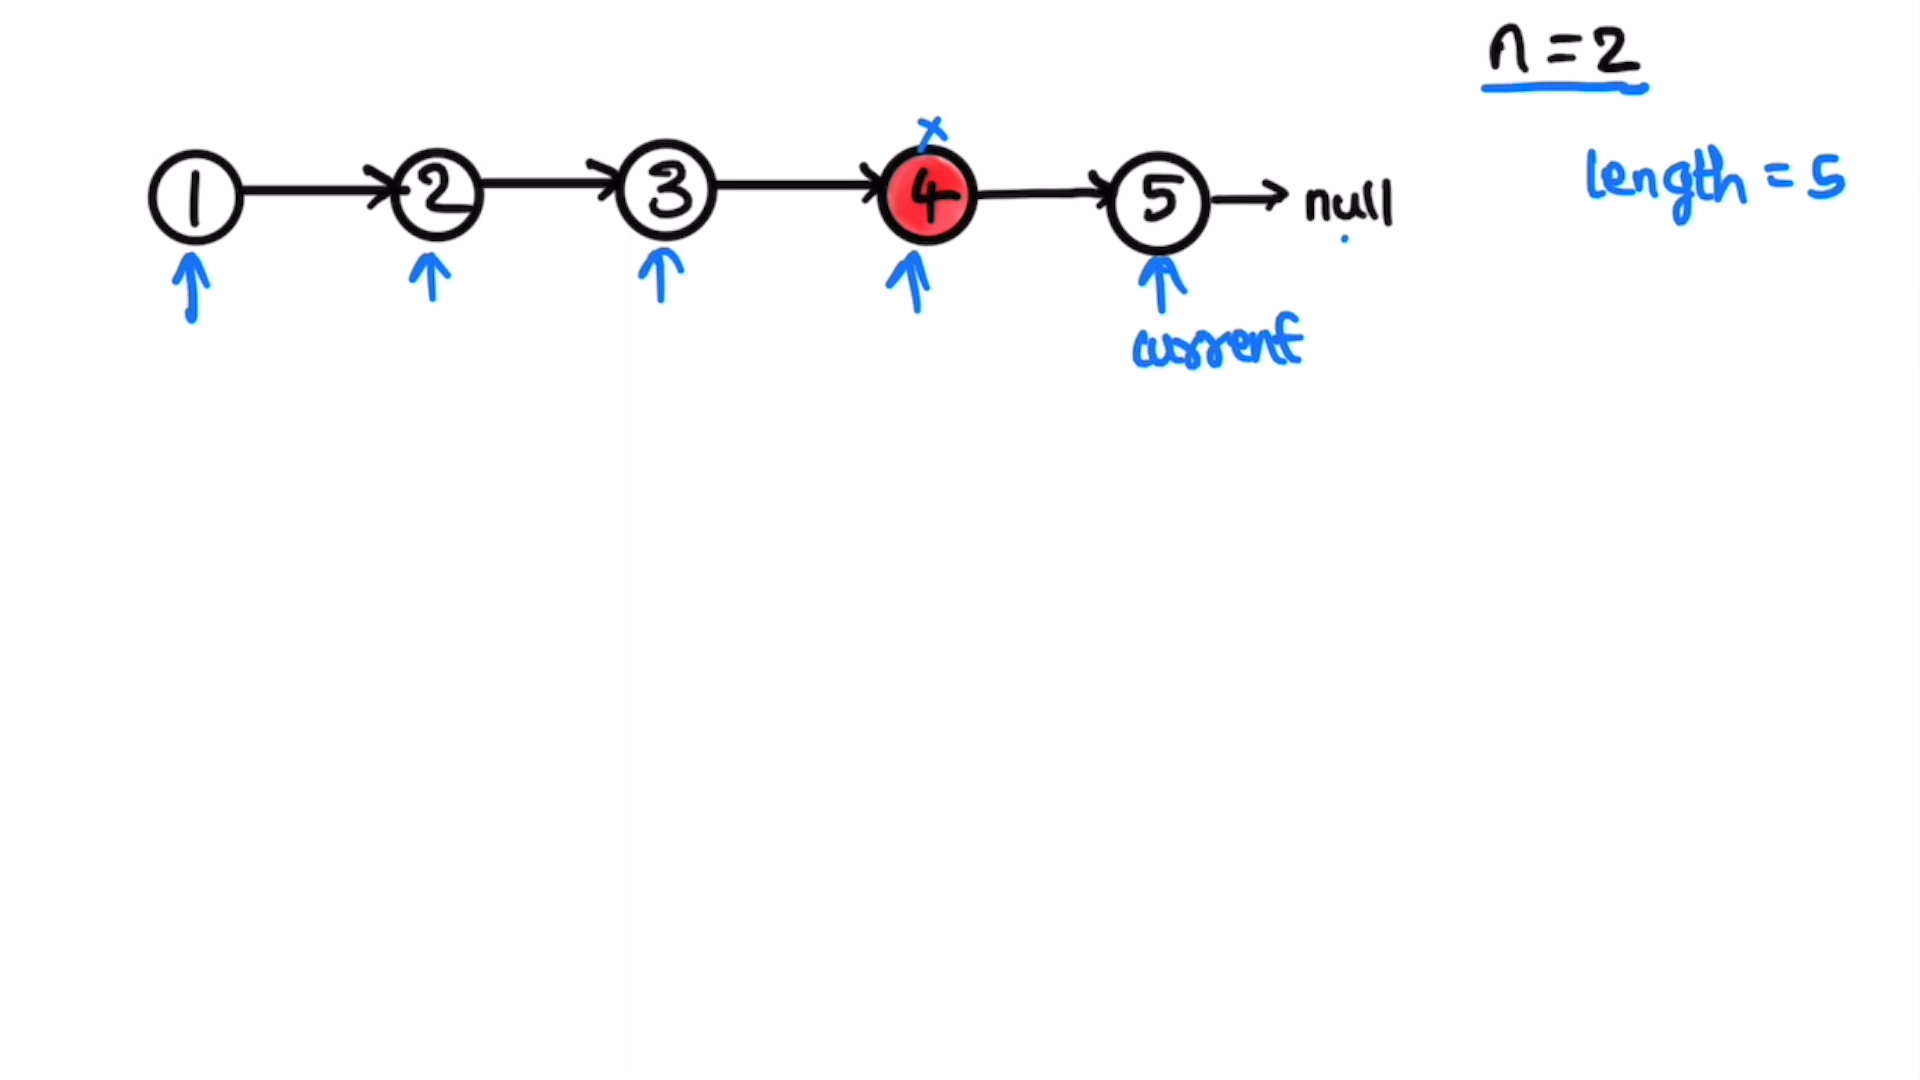 n = 2
length = 5
1 2 3 4 5 null
x
current